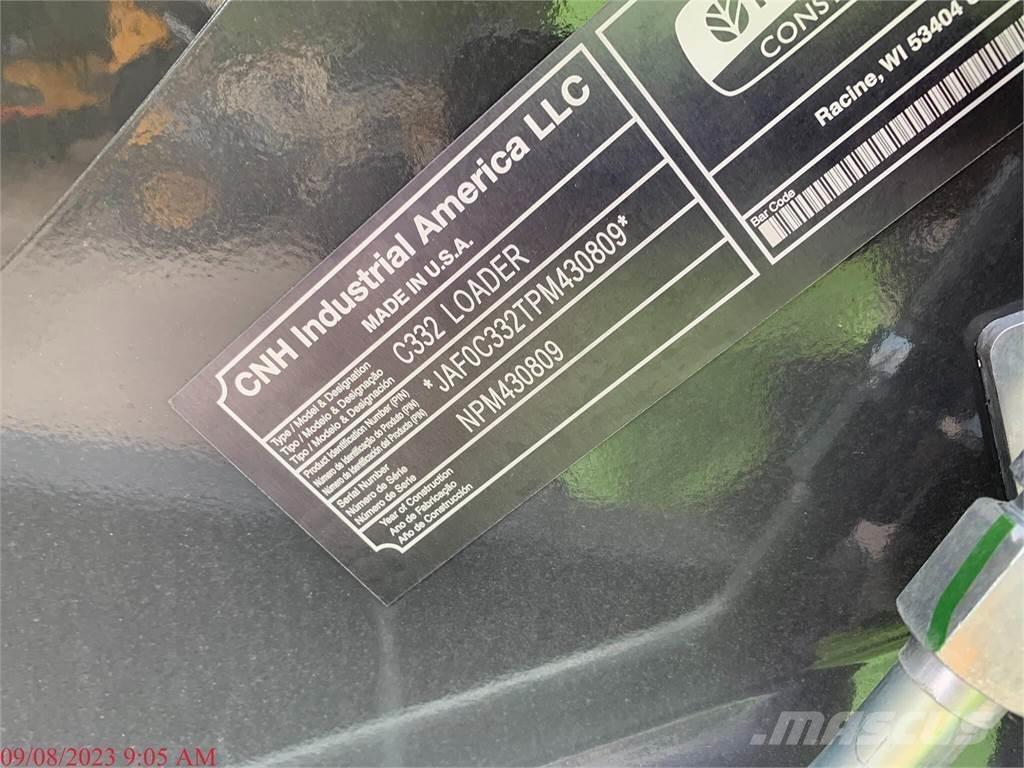 CNH Industrial America LLC
MADE IN U.S.A.
Type / Model & Designation
Tipo / Modelo & Designação
Tipo / Modelo & Designación
C332 LOADER
Product Identification Number (PIN)
Número de Identificação do Produto (PIN)
Número de Identificación del Producto (PIN)
*JAF0C332TPM430809*
Serial Number
Número de Série
Número de Serie
NPM430809
Year of Construction
Ano de Fabricação
Año de Construcción
Racine, WI 53404
Bar Code
09/08/2023 9:05 AM
MASCUS